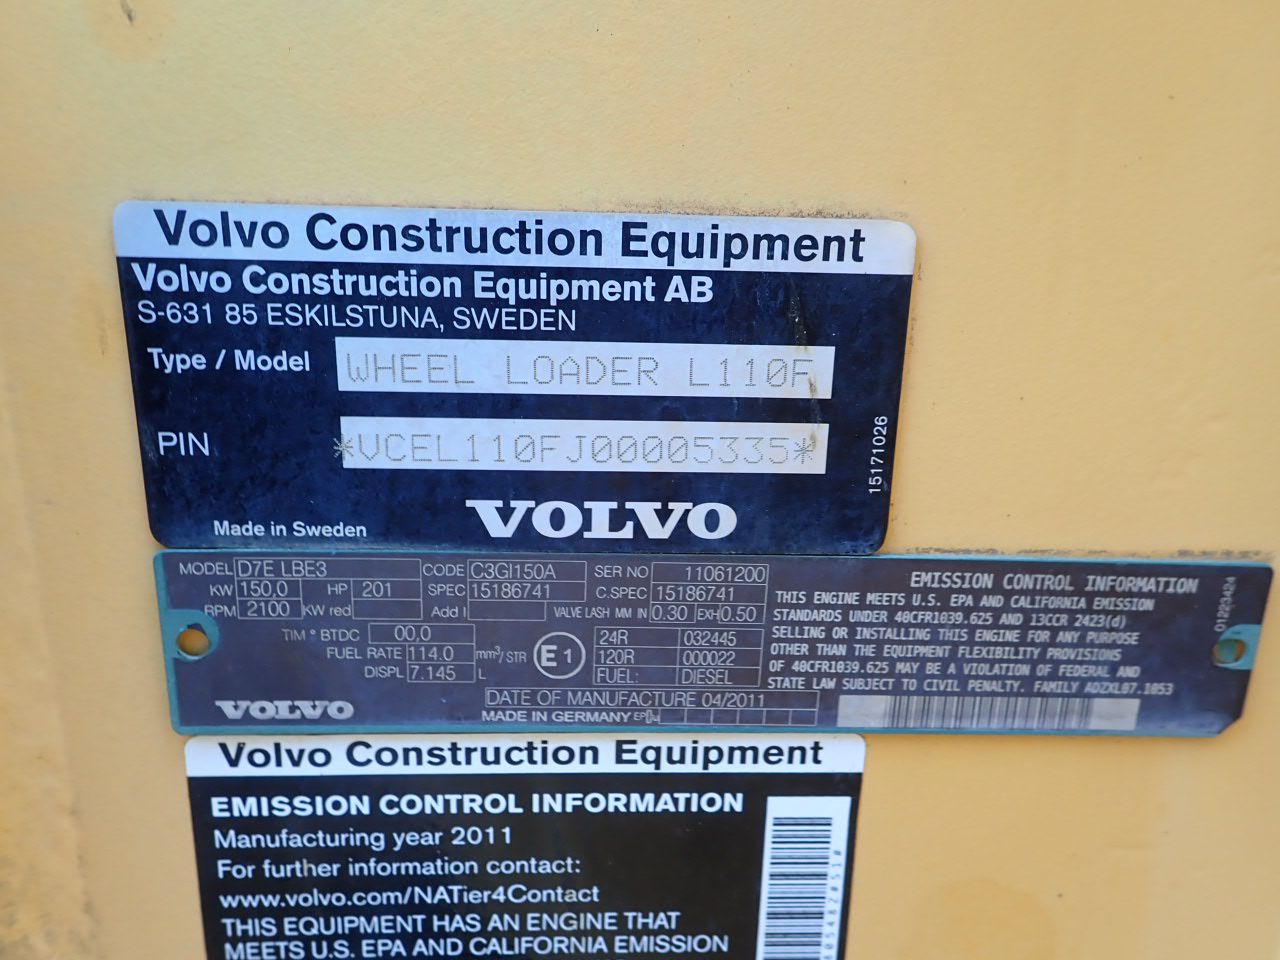 Volvo Construction Equipment
Volvo Construction Equipment AB
S-631 85 ESKILSTUNA, SWEDEN
Type / Model WHEEL LOADER L110F
PIN *VCEL110FJ00005335*
15171026
Made in Sweden VOLVO
MODEL D7E LBE3 CODE C3GI150A SER NO 11061200
KW 150,0 HP 201 SPEC 15186741 C.SPEC 15186741
RPM 2100 KW red Add I VALVE LASH MM IN 0.30 EXH 0.50
TIM ° BTDC 00,0 24R 032445
FUEL RATE 114.0 mm³/STR E1 120R 000022
DISPL 7.145 L FUEL: DIESEL
DATE OF MANUFACTURE 04/2011
VOLVO MADE IN GERMANY
EMISSION CONTROL INFORMATION
THIS ENGINE MEETS U.S. EPA AND CALIFORNIA EMISSION
STANDARDS UNDER 40CFR1039.625 AND 13CCR 2423(d)
SELLING OR INSTALLING THIS ENGINE FOR ANY PURPOSE
OTHER THAN THE EQUIPMENT FLEXIBILITY PROVISIONS
OF 40CFR1039.625 MAY BE A VIOLATION OF FEDERAL AND
STATE LAW SUBJECT TO CIVIL PENALTY. FAMILY ADZXL07.1053
01223424
Volvo Construction Equipment
EMISSION CONTROL INFORMATION
Manufacturing year 2011
For further information contact:
www.volvo.com/NATier4Contact
THIS EQUIPMENT HAS AN ENGINE THAT
MEETS U.S. EPA AND CALIFORNIA EMISSION